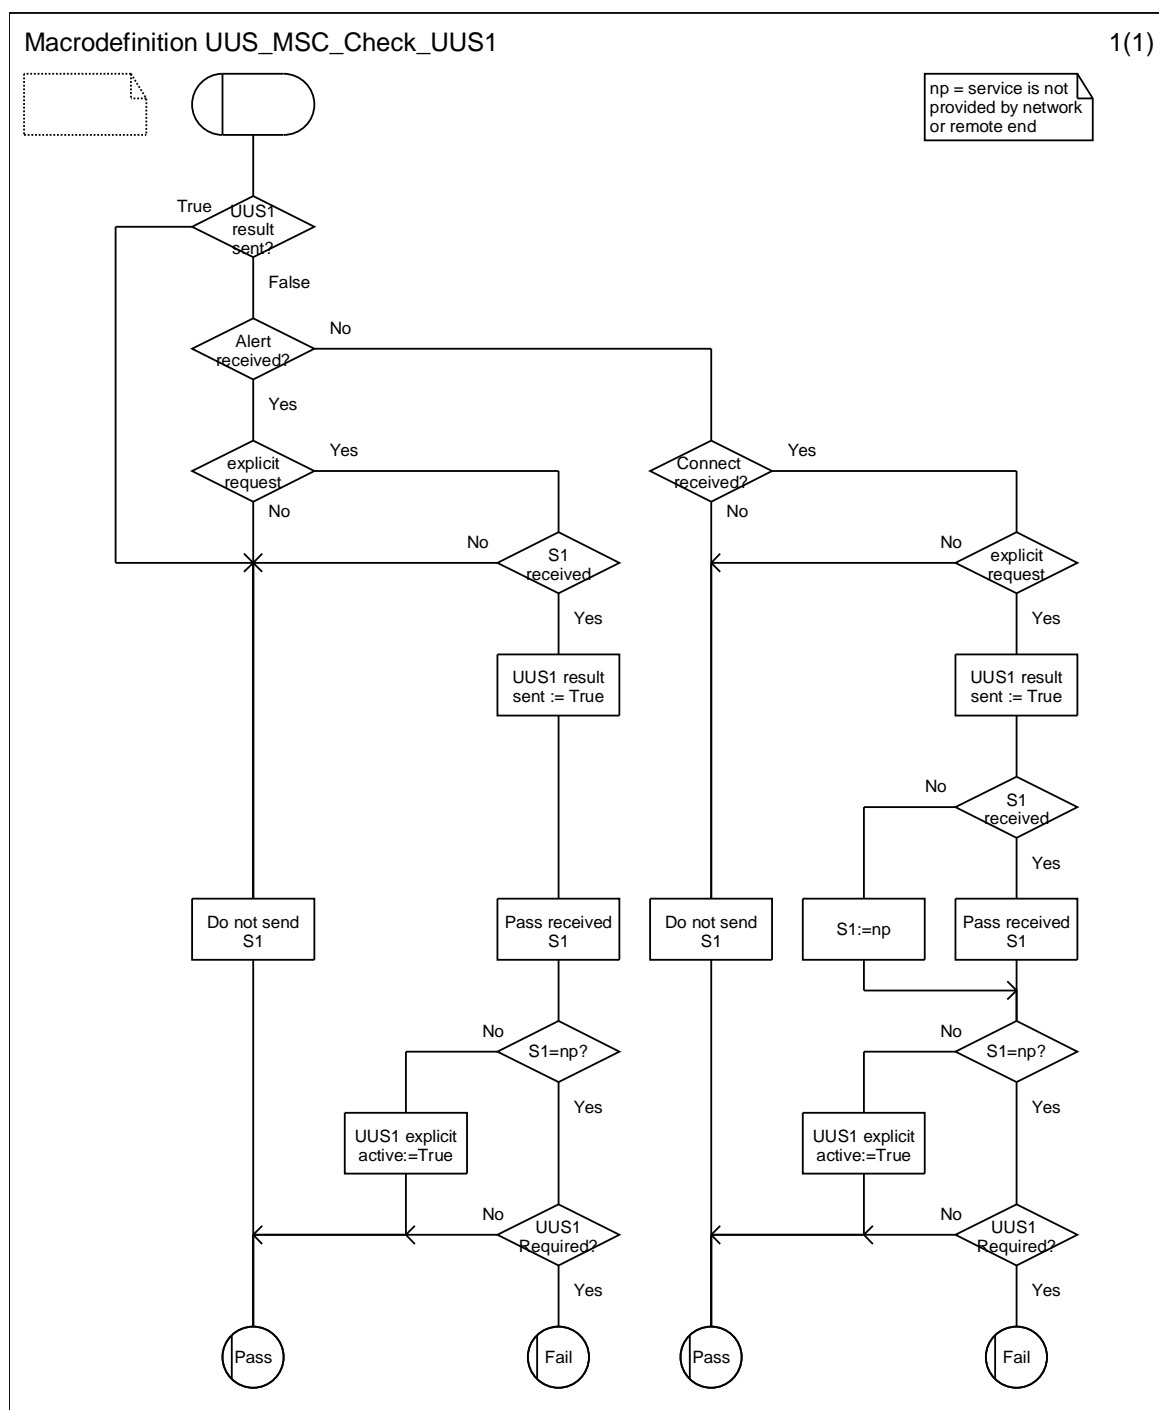 Macrodefinition UUS_MSC_Check_UUS1
1(1)
np = service is not
provided by network
or remote end
True
UUS1
result
sent?
False
Alert
received?
No
Yes
explicit
request
Yes
No
Connect
received?
Yes
No
No
S1
received
Yes
No
explicit
request
Yes
UUS1 result
sent := True
UUS1 result
sent := True
No
S1
received
Yes
Do not send
S1
Pass received
S1
Do not send
S1
S1:=np
Pass received
S1
No
S1=np?
Yes
No
S1=np?
Yes
UUS1 explicit
active:=True
UUS1 explicit
active:=True
No
UUS1
Required?
Yes
No
UUS1
Required?
Yes
Pass
Fail
Pass
Fail